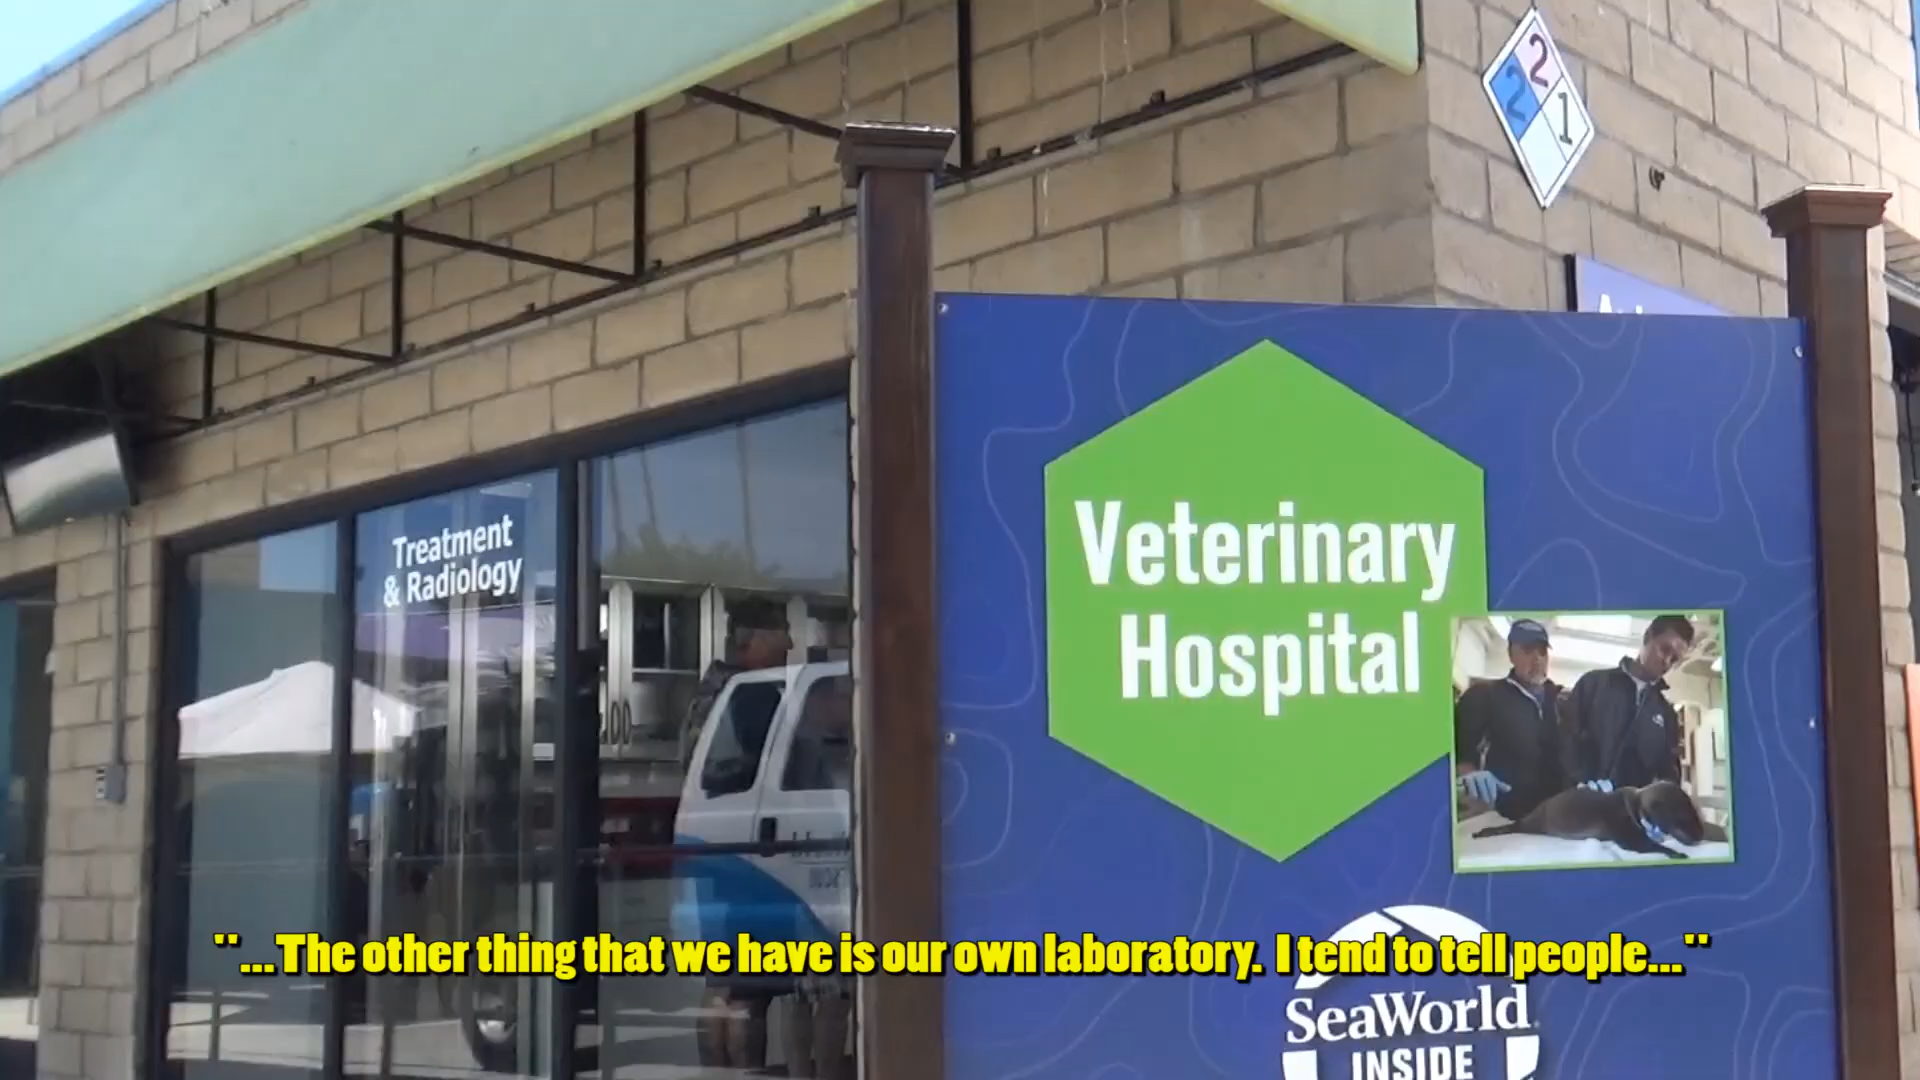 2
2
1
Treatment
& Radiology
Veterinary
Hospital
"...The other thing that we have is our own laboratory. I tend to tell people..."
SeaWorld
INSIDE